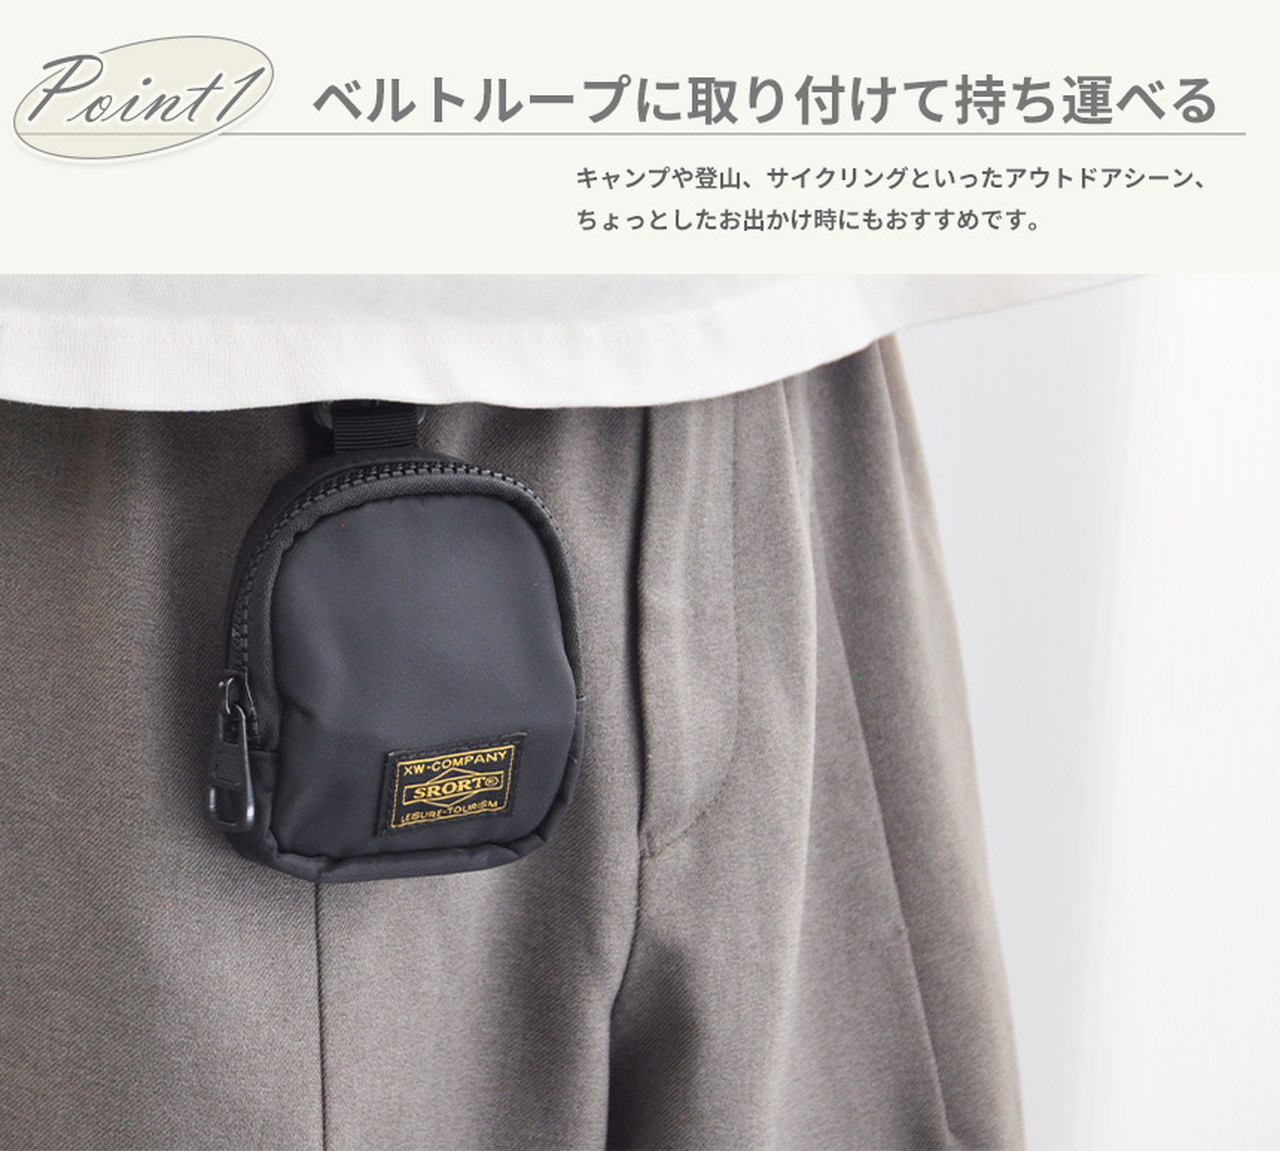 Point1
ベルトループに取り付けて持ち運べる
キャンプや登山、サイクリングといったアウトドアシーン、
ちょっとしたお出かけ時にもおすすめです。
XW-COMPANY
SRORT®
LEISURE-TOURISM